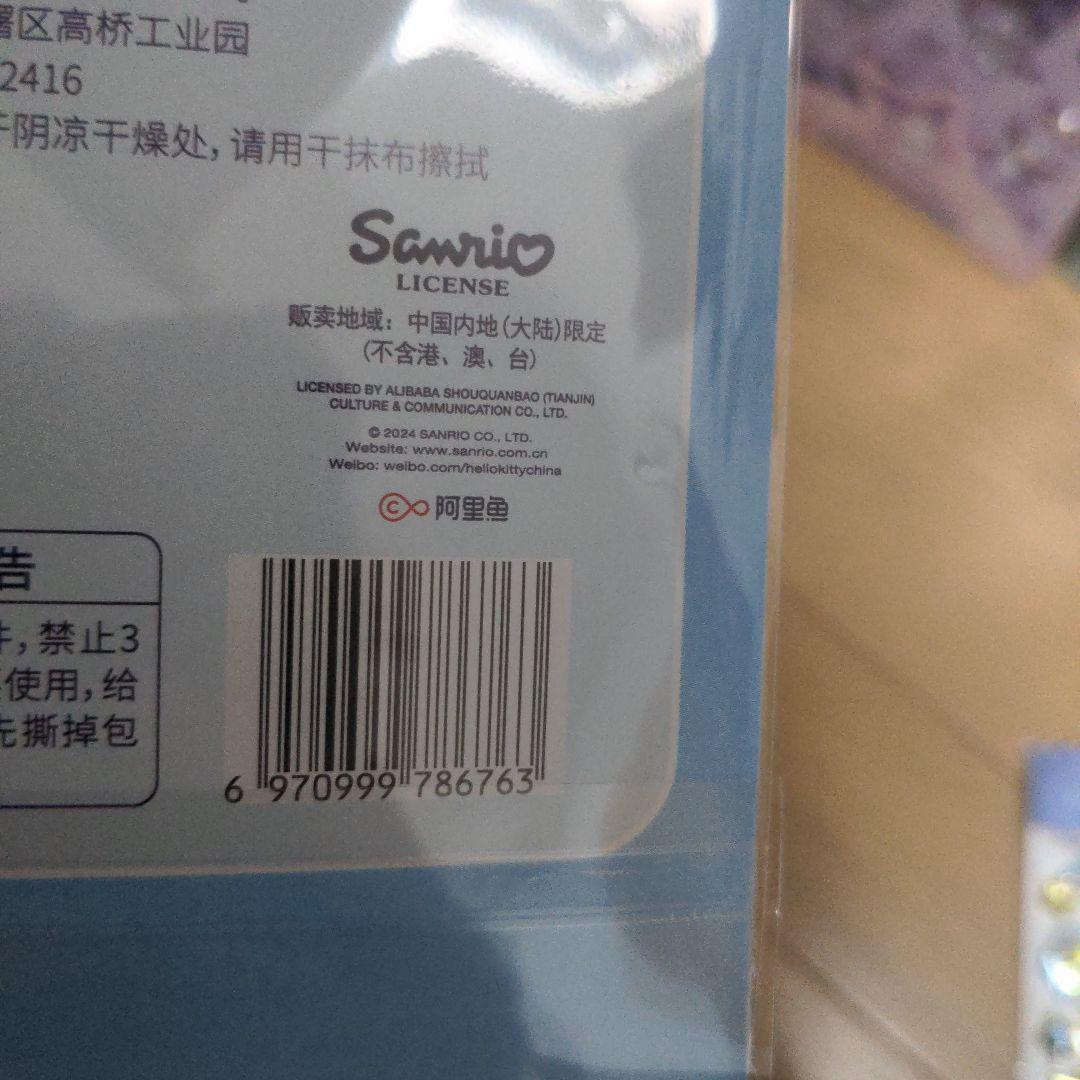 区高桥工业园
2416
阴凉干燥处，请用干抹布擦拭
Sanrio
LICENSE
贩卖地域：中国内地(大陆)限定
(不含港、澳、台)
LICENSED BY ALIBABA SHOUQUANBAO (TIANJIN)
CULTURE & COMMUNICATION CO., LTD.
© 2024 SANRIO CO., LTD.
Website: www.sanrio.com.cn
Weibo: weibo.com/hellokittychina
阿里鱼
告
，禁止3
使用，给
先撕掉包
6 970999 786763